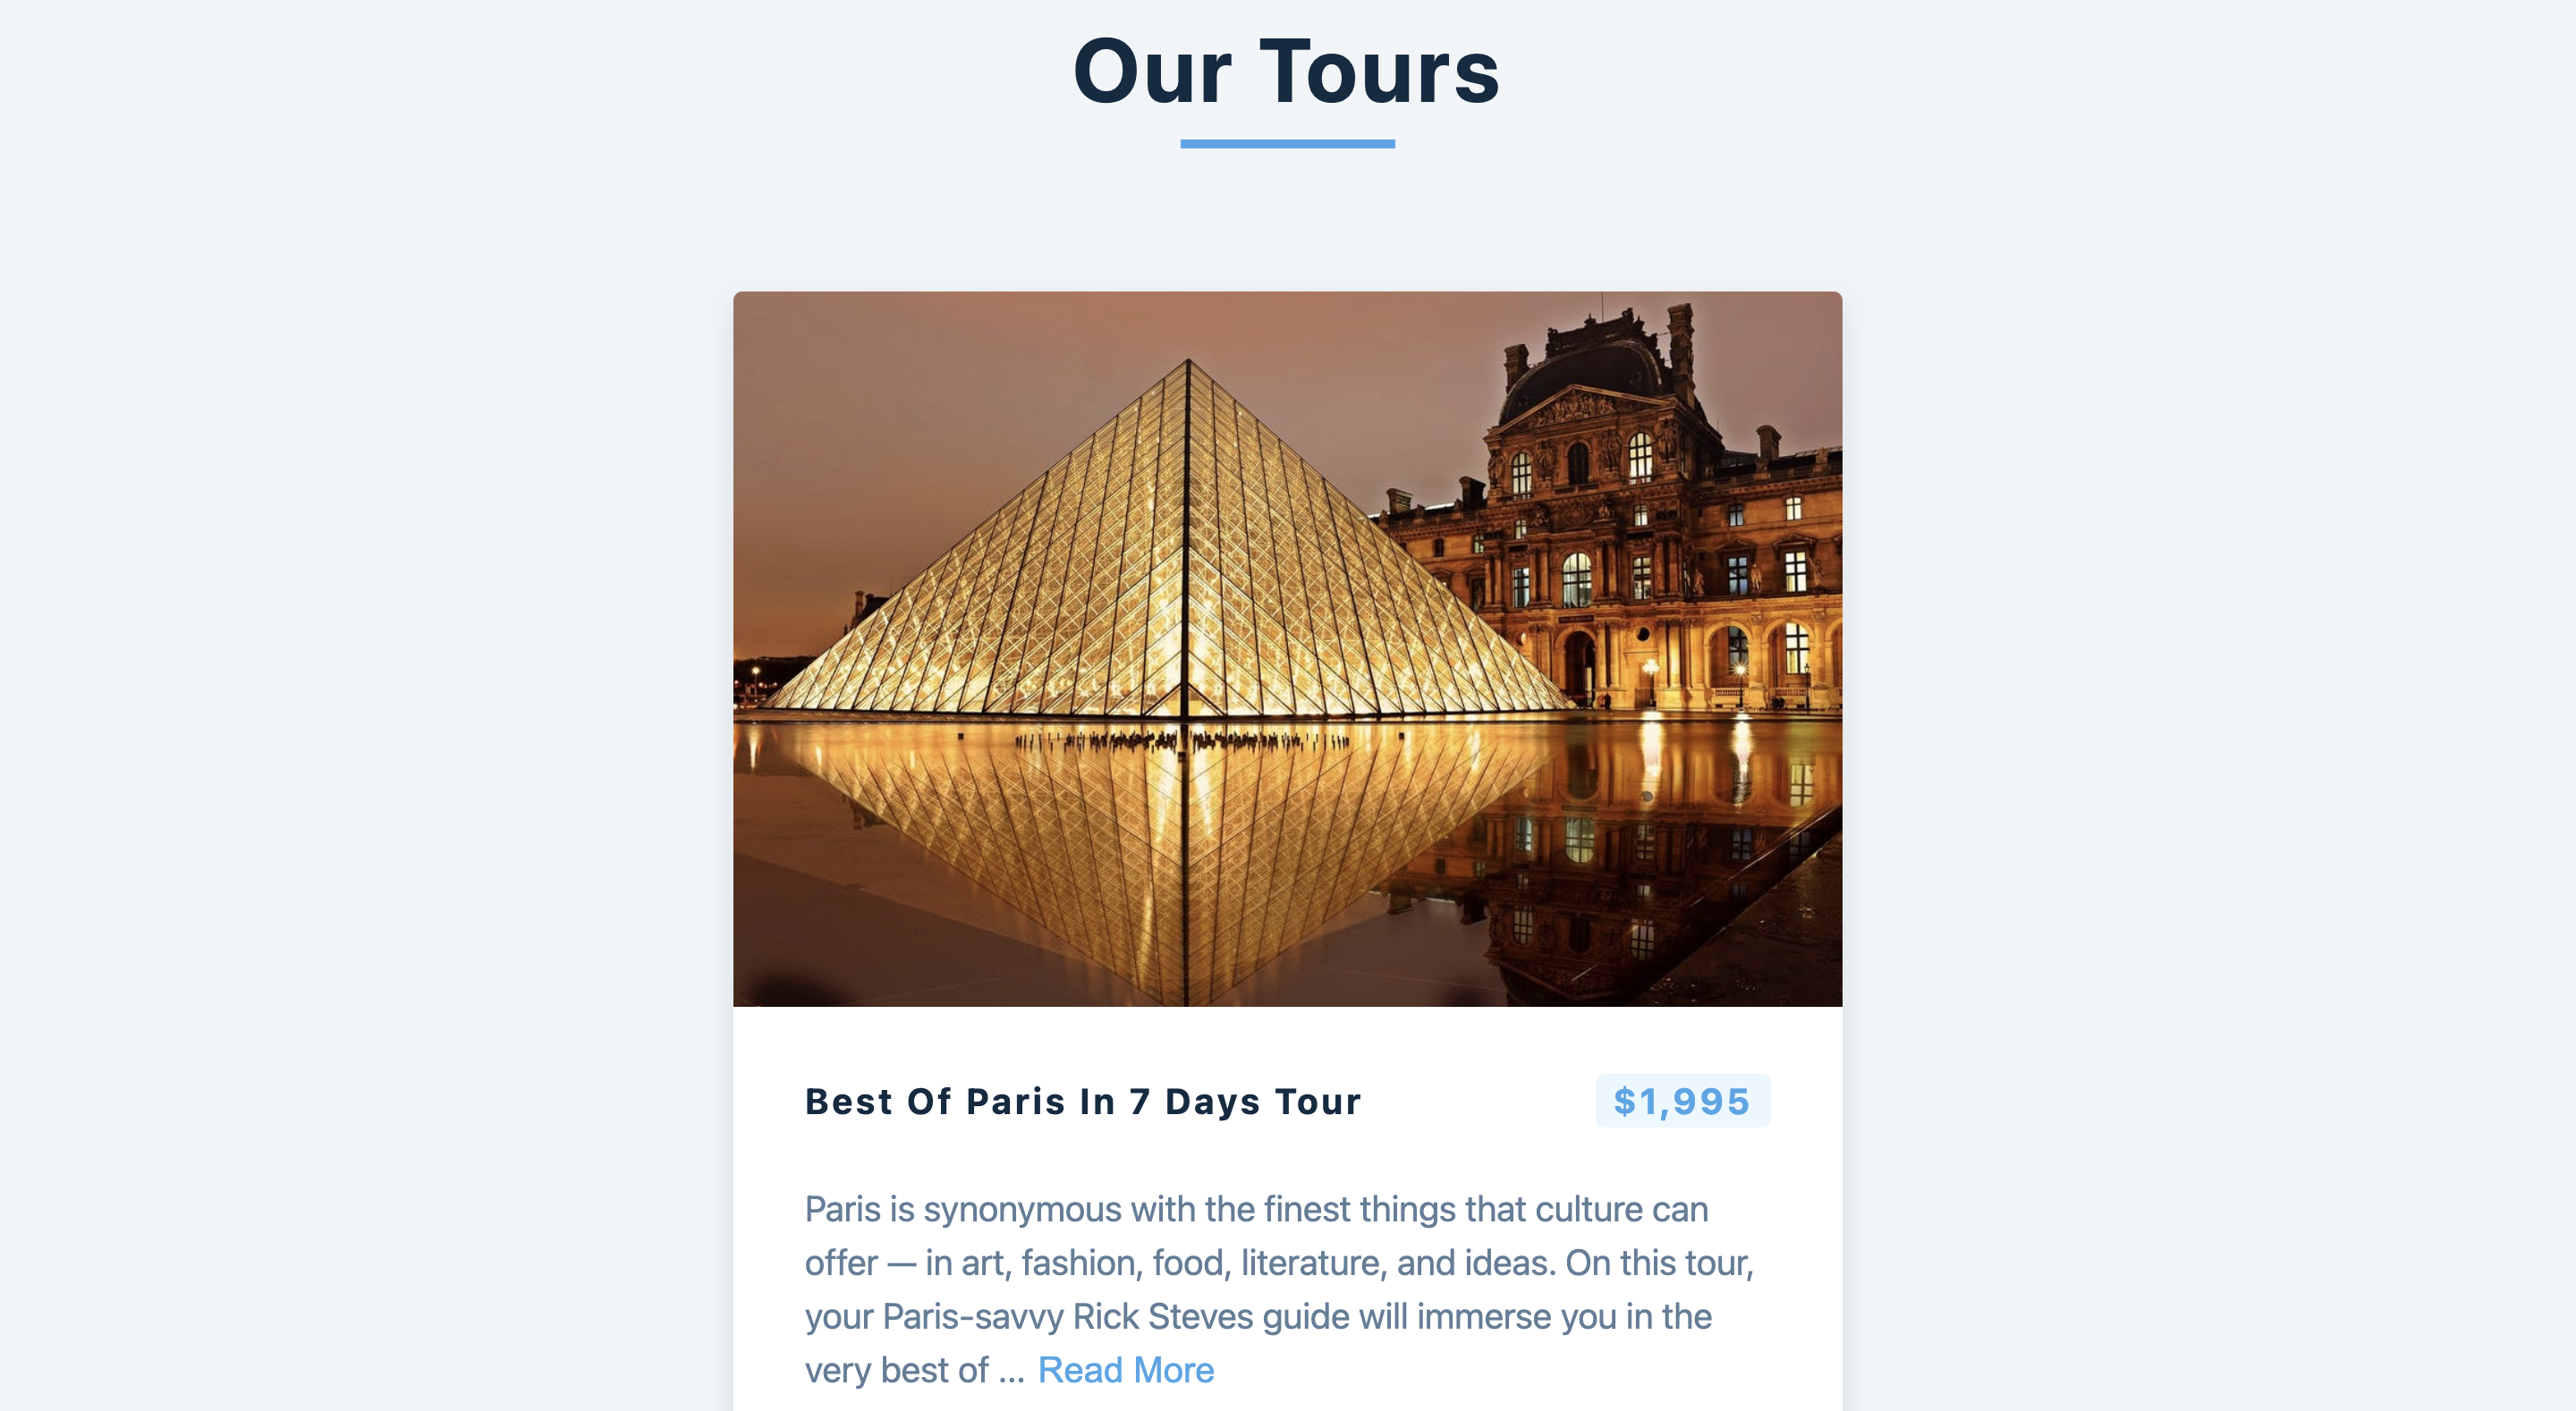 Our Tours
Best Of Paris In 7 Days Tour
$1,995
Paris is synonymous with the finest things that culture can
offer — in art, fashion, food, literature, and ideas. On this tour,
your Paris-savvy Rick Steves guide will immerse you in the
very best of ... Read More